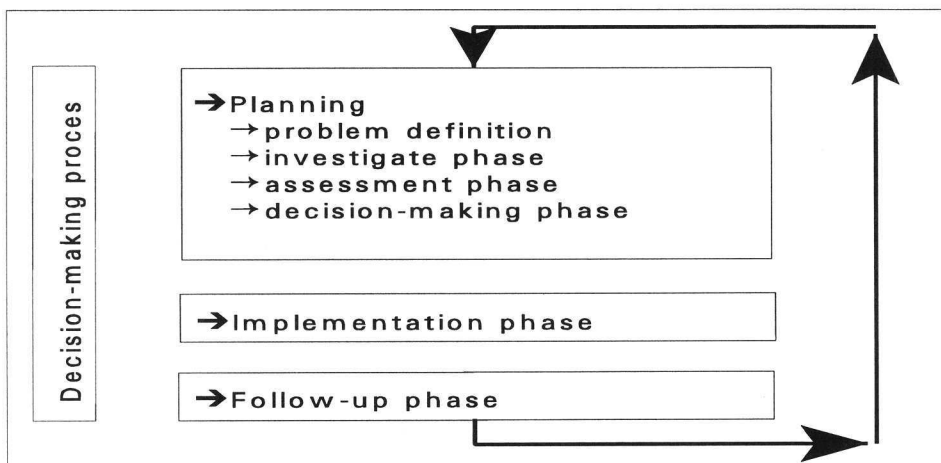 Decision-making proces
→Planning
→problem definition
→investigate phase
→assessment phase
→decision-making phase
→Implementation phase
→Follow-up phase